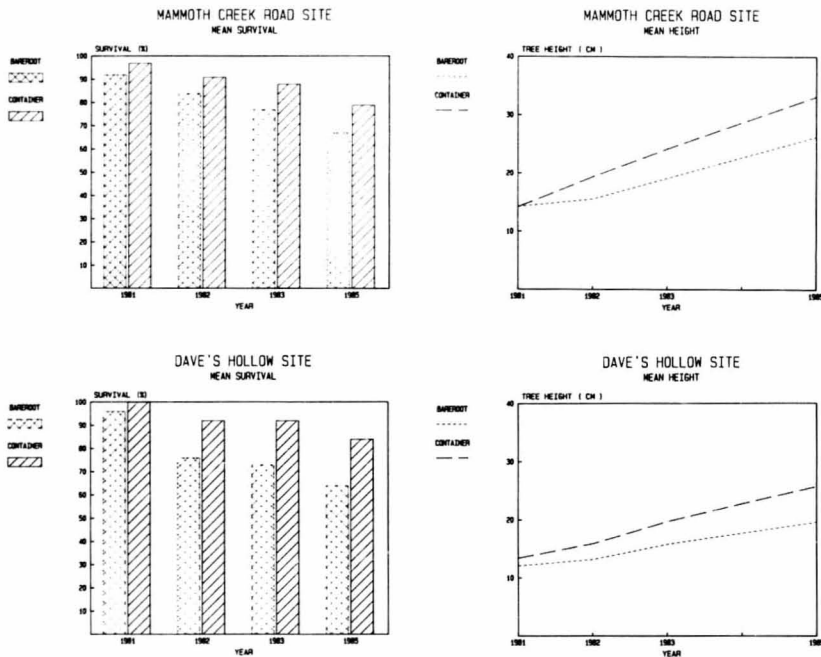 MAMMOTH CREEK ROAD SITE
MEAN SURVIVAL
SURVIVAL (%)
BAREROOT
CONTAINER
100
90
80
70
60
50
40
30
20
10
1981
1982
1983
1985
YEAR
MAMMOTH CREEK ROAD SITE
MEAN HEIGHT
TREE HEIGHT ( CM )
BAREROOT
CONTAINER
40
30
20
10
1981
1982
1983
1985
YEAR
DAVE'S HOLLOW SITE
MEAN SURVIVAL
SURVIVAL (%)
BAREROOT
CONTAINER
100
90
80
70
60
50
40
30
20
10
1981
1982
1983
1985
YEAR
DAVE'S HOLLOW SITE
MEAN HEIGHT
TREE HEIGHT ( CM )
BAREROOT
CONTAINER
40
30
20
10
1981
1982
1983
1985
YEAR